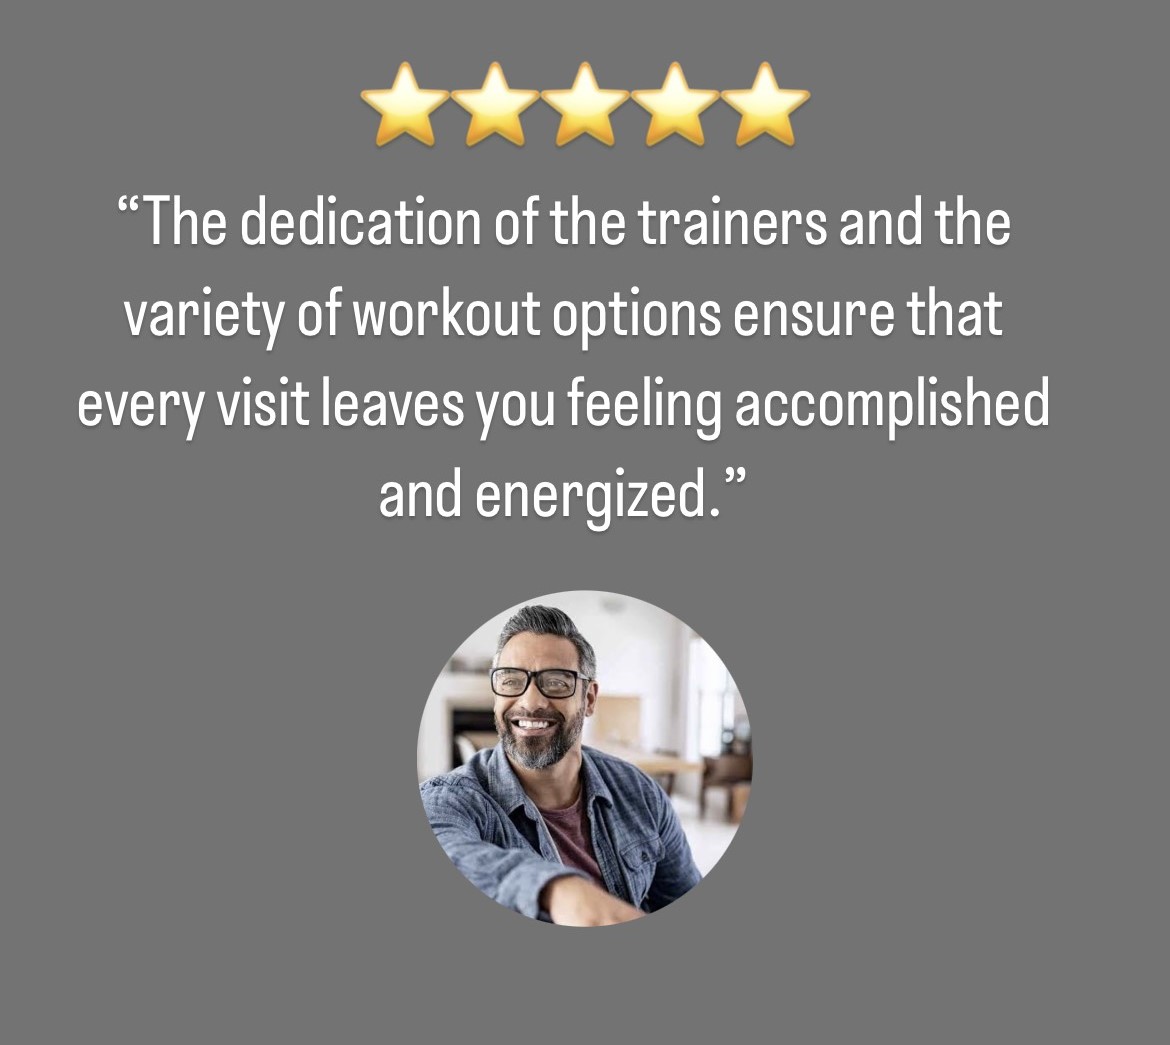 “The dedication of the trainers and the
variety of workout options ensure that
every visit leaves you feeling accomplished
and energized.”